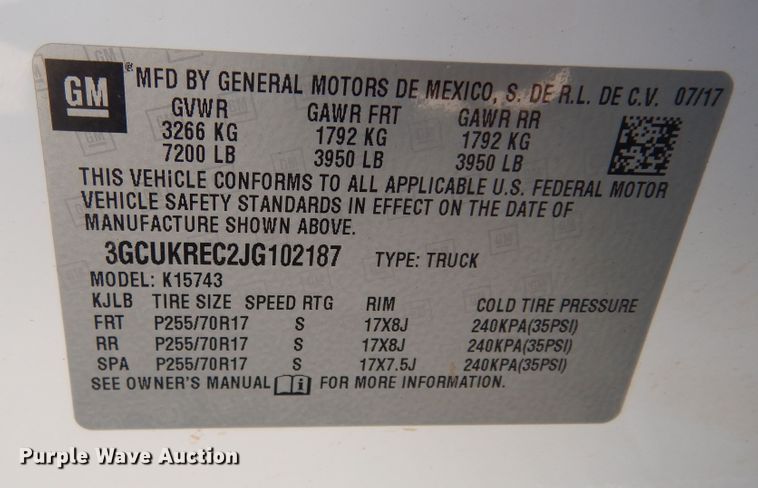 GM ® MFD BY GENERAL MOTORS DE MEXICO, S. DE R.L. DE C.V. 07/17
GVWR GAWR FRT GAWR RR
3266 KG 1792 KG 1792 KG
7200 LB 3950 LB 3950 LB
THIS VEHICLE CONFORMS TO ALL APPLICABLE U.S. FEDERAL MOTOR
VEHICLE SAFETY STANDARDS IN EFFECT ON THE DATE OF
MANUFACTURE SHOWN ABOVE.
3GCUKREC2JG102187 TYPE: TRUCK
MODEL: K15743
KJLB TIRE SIZE SPEED RTG RIM COLD TIRE PRESSURE
FRT P255/70R17 S 17X8J 240KPA(35PSI)
RR P255/70R17 S 17X8J 240KPA(35PSI)
SPA P255/70R17 S 17X7.5J 240KPA(35PSI)
SEE OWNER'S MANUAL i FOR MORE INFORMATION.
Purple Wave Auction